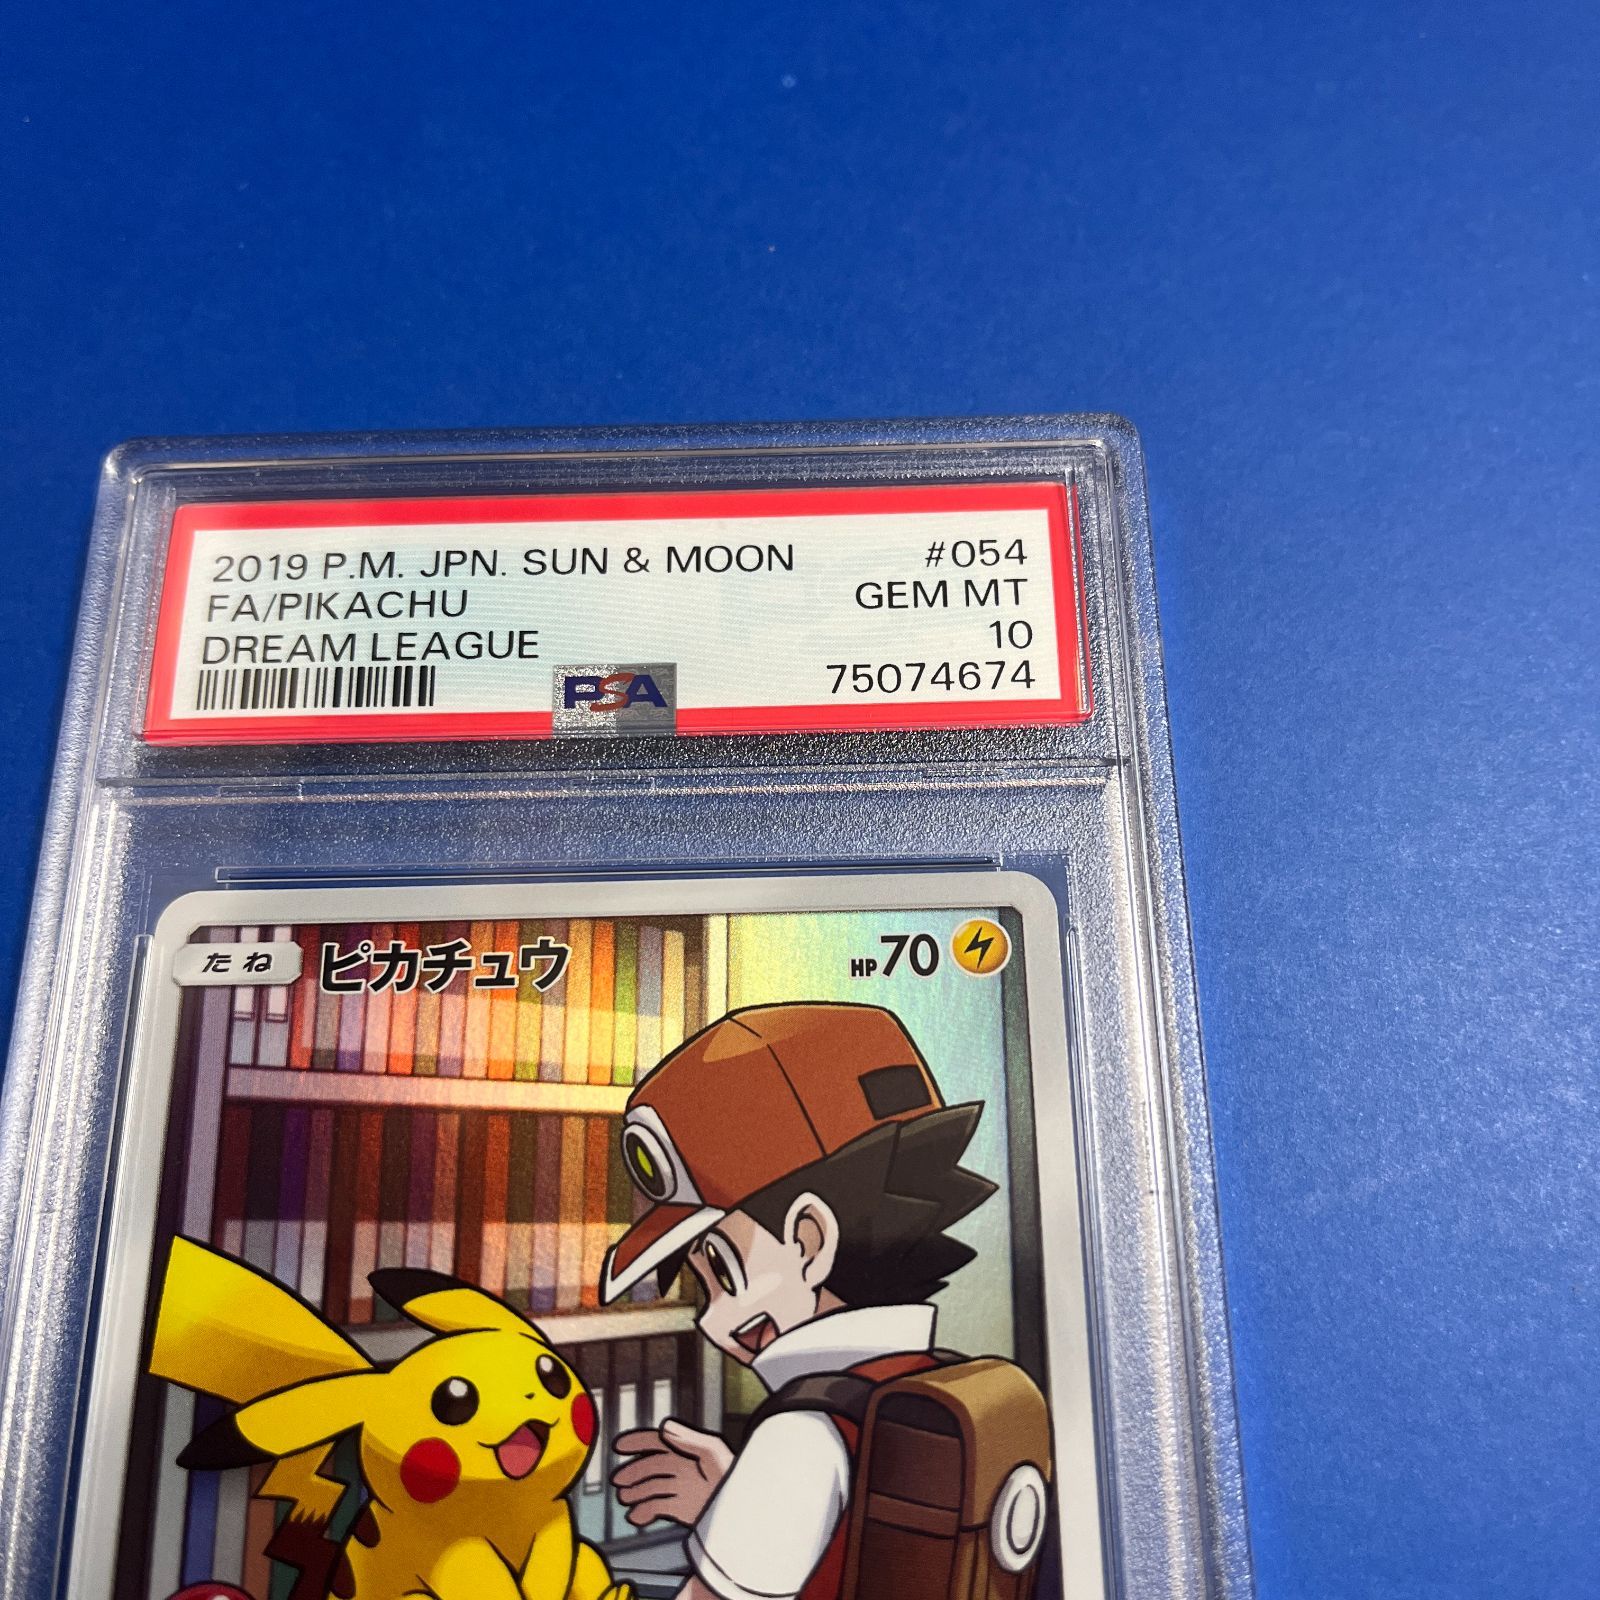 2019 P.M. JPN. SUN & MOON #054
FA/PIKACHU GEM MT
DREAM LEAGUE 10
PSA 75074674
たね ピカチュウ HP70